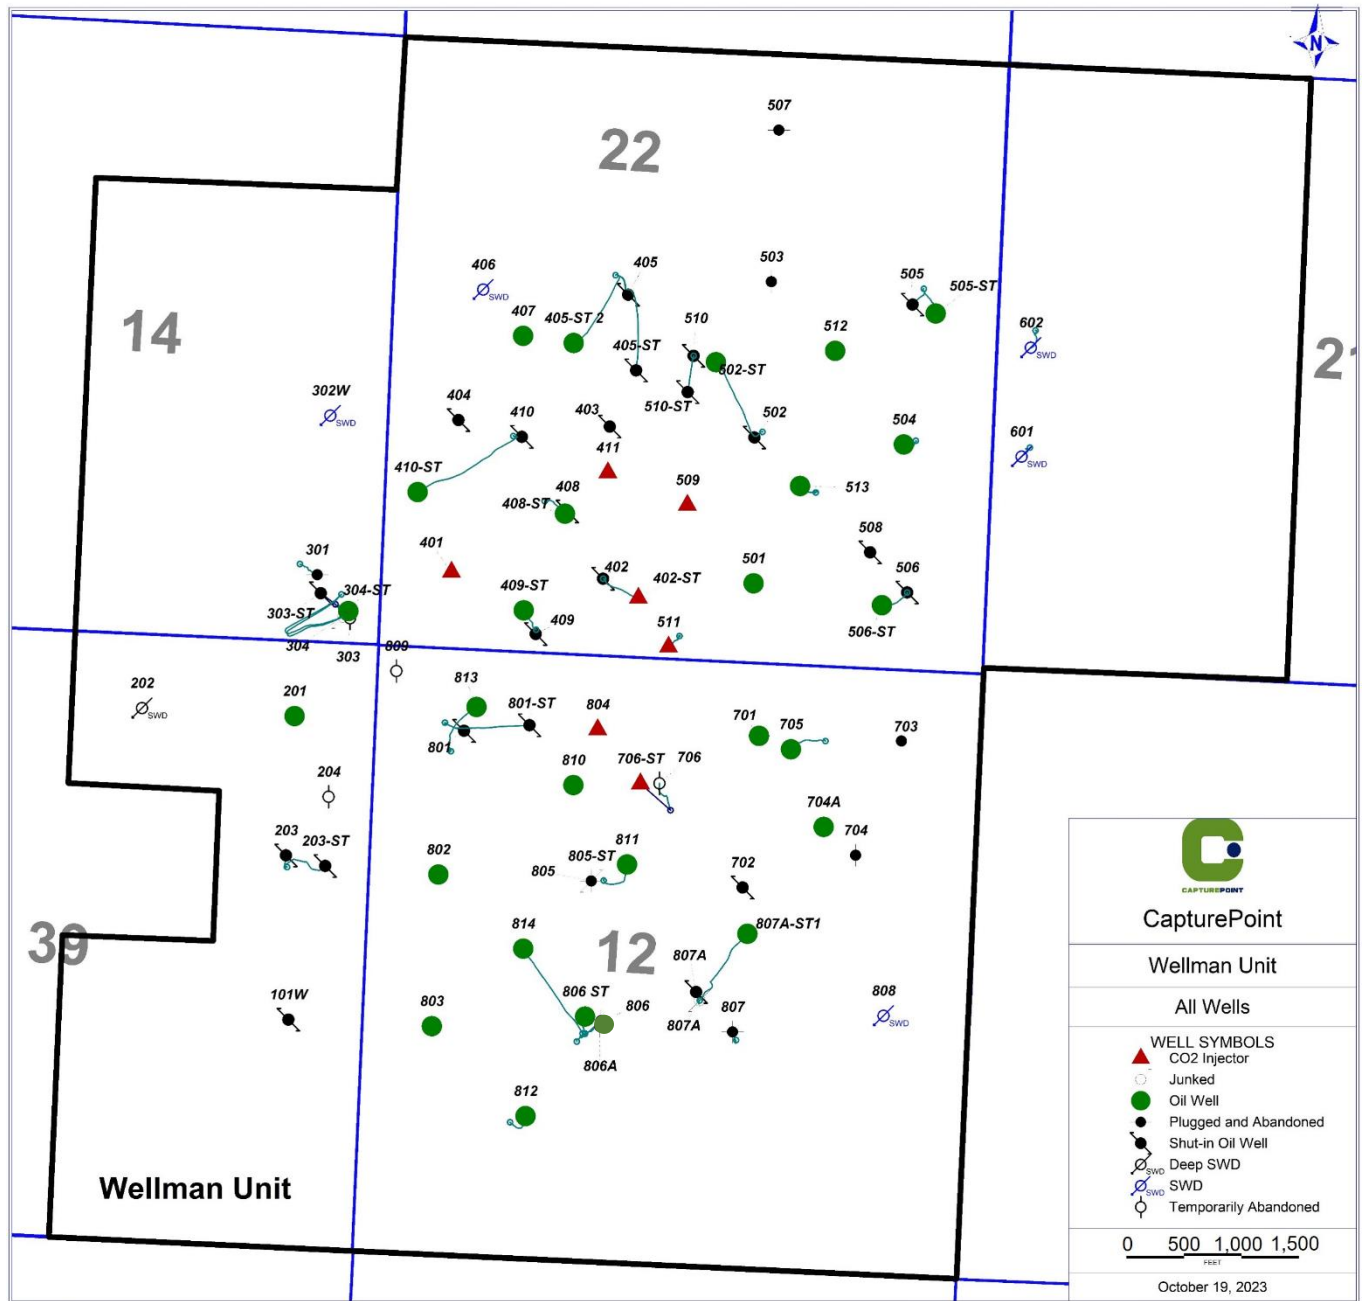 N
507
22
503
406
SWD
405
505
505-ST
407
405-ST 2
510
512
602
SWD
14
405-ST
502-ST
510-ST
302W
SWD
404
410
403
502
504
601
SWD
411
410-ST
509
513
408
408-ST
508
401
301
402
402-ST
501
506
304-ST
409-ST
303-ST
511
506-ST
409
304
303
809
202
SWD
201
813
801-ST
804
701
705
703
801
706-ST
706
204
810
704A
704
203
203-ST
802
805-ST
811
805
702
814
807A-ST1
39
12
807A
101W
803
806 ST
806
807A
807
808
SWD
806A
812
Wellman Unit
CAPTUREPOINT
CapturePoint
Wellman Unit
All Wells
WELL SYMBOLS
CO2 Injector
Junked
Oil Well
Plugged and Abandoned
Shut-in Oil Well
SWD Deep SWD
SWD SWD
Temporarily Abandoned
0 500 1,000 1,500
FEET
October 19, 2023